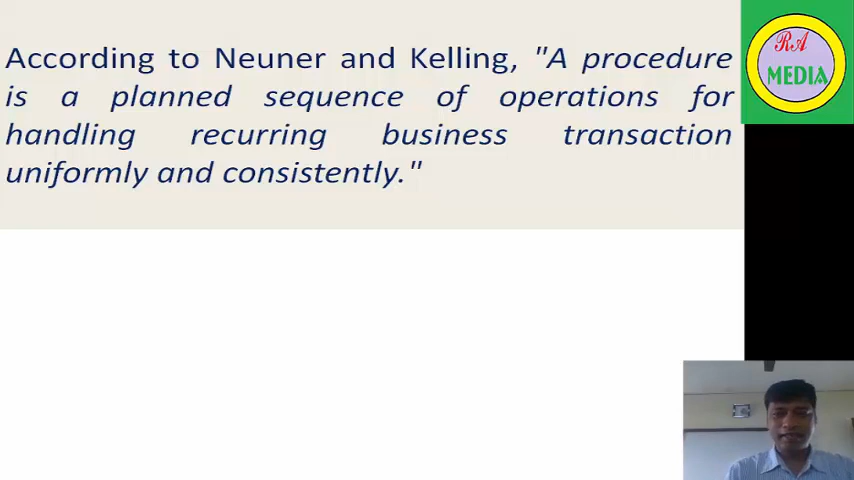 According to Neuner and Kelling, "A procedure
is a planned sequence of operations for
handling recurring business transaction
uniformly and consistently."
RA
MEDIA